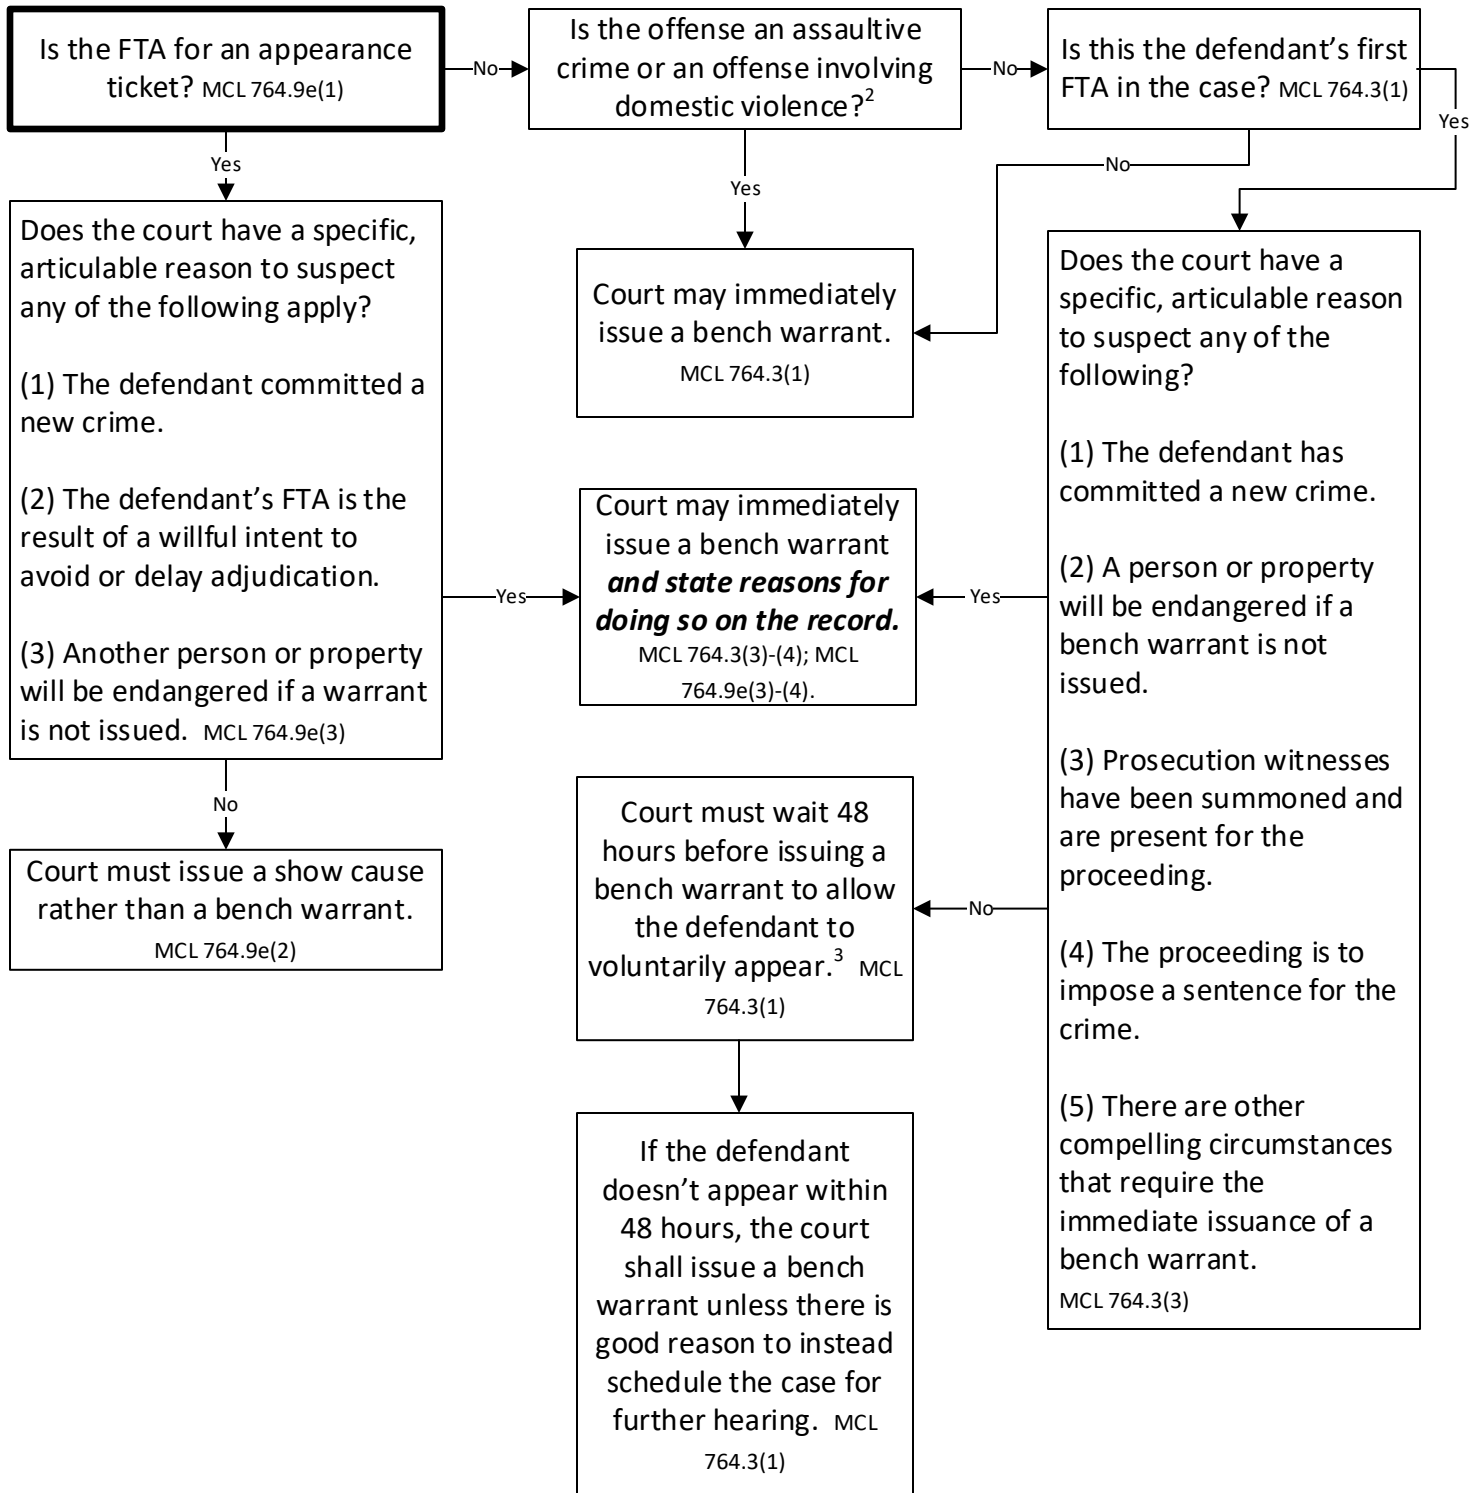 Is the FTA for an appearance
ticket? MCL 764.9e(1)
No
Is the offense an assaultive
crime or an offense involving
domestic violence?2
No
Is this the defendant’s first
FTA in the case? MCL 764.3(1)
Yes
Yes
Yes
No
Does the court have a specific,
articulable reason to suspect
any of the following apply?
(1) The defendant committed a
new crime.
(2) The defendant’s FTA is the
result of a willful intent to
avoid or delay adjudication.
(3) Another person or property
will be endangered if a warrant
is not issued. MCL 764.9e(3)
Court may immediately
issue a bench warrant.
MCL 764.3(1)
Does the court have a
specific, articulable reason
to suspect any of the
following?
(1) The defendant has
committed a new crime.
(2) A person or property
will be endangered if a
bench warrant is not
issued.
(3) Prosecution witnesses
have been summoned and
are present for the
proceeding.
(4) The proceeding is to
impose a sentence for the
crime.
(5) There are other
compelling circumstances
that require the
immediate issuance of a
bench warrant.
MCL 764.3(3)
Yes
Court may immediately
issue a bench warrant
and state reasons for
doing so on the record.
MCL 764.3(3)-(4); MCL
764.9e(3)-(4).
Yes
No
Court must issue a show cause
rather than a bench warrant.
MCL 764.9e(2)
Court must wait 48
hours before issuing a
bench warrant to allow
the defendant to
voluntarily appear.3 MCL
764.3(1)
No
If the defendant
doesn’t appear within
48 hours, the court
shall issue a bench
warrant unless there is
good reason to instead
schedule the case for
further hearing. MCL
764.3(1)